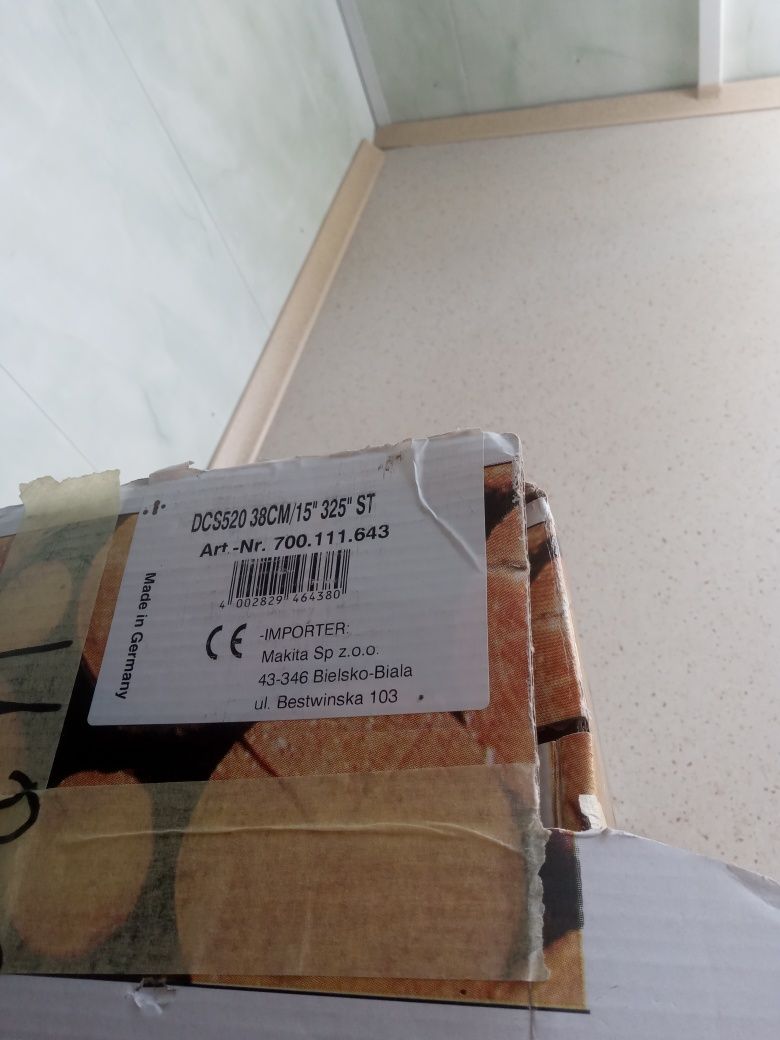 DCS520 38CM/15" 325" ST
Art.-Nr. 700.111.643
4 002829 464380
CE -IMPORTER:
Makita Sp z.o.o.
43-346 Bielsko-Biala
ul. Bestwinska 103
Made in Germany